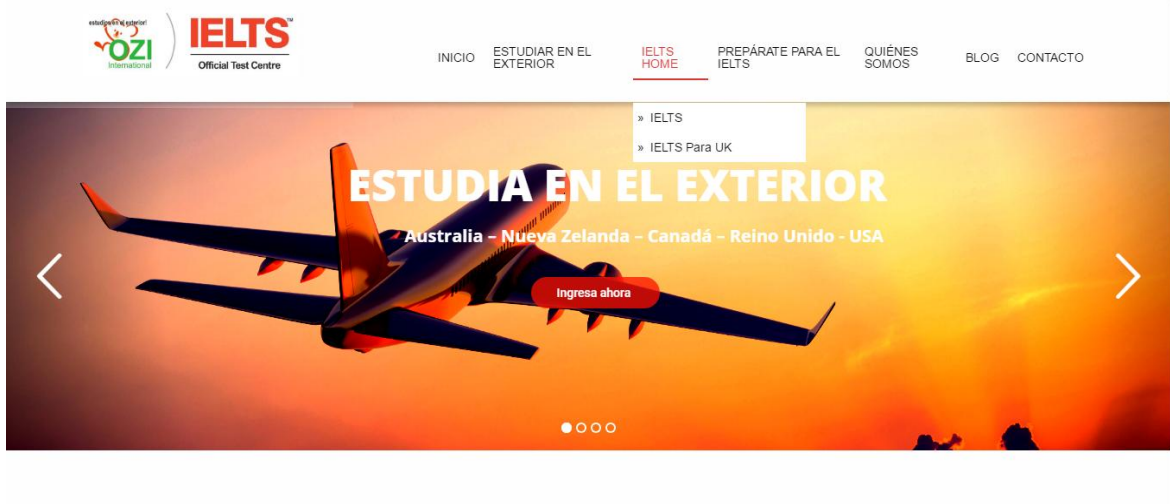 estudios en el exterior!
OZI
International
IELTS™
Official Test Centre
INICIO
ESTUDIAR EN EL
EXTERIOR
IELTS
HOME
PREPÁRATE PARA EL
IELTS
QUIÉNES
SOMOS
BLOG
CONTACTO
» IELTS
» IELTS Para UK
ESTUDIA EN EL EXTERIOR
Australia – Nueva Zelanda – Canadá – Reino Unido - USA
Ingresa ahora